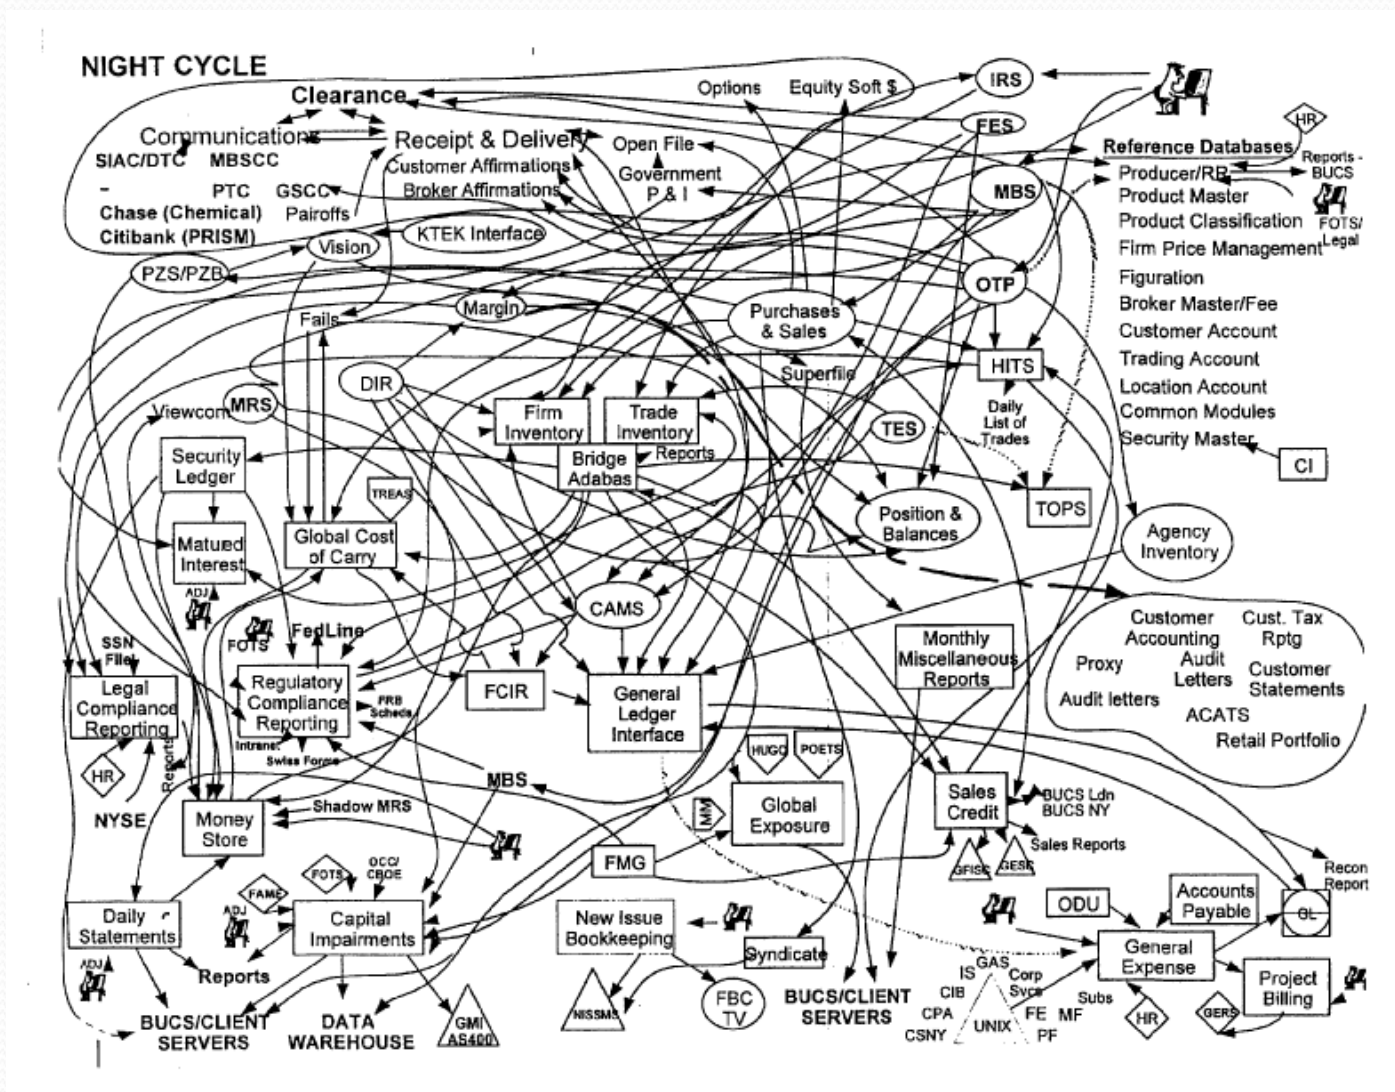 NIGHT CYCLE
Clearance
Communications
SIAC/DTC MBSCC
PTC GSCC
Chase (Chemical)
Pairoffs
Citibank (PRISM)
Receipt & Delivery
Customer Affirmations
Broker Affirmations
Options
Equity Soft $
Open File
Government
P & I
IRS
FES
MBS
OTP
HR
Reference Databases
Producer/RR
Product Master
Product Classification
Firm Price Management
Figuration
Broker Master/Fee
Customer Account
Trading Account
Location Account
Common Modules
Security Master
Reports -
BUCS
FOTS/
Legal
CI
PZS/PZB
Vision
KTEK Interface
Margin
Fails
Purchases
& Sales
Superfile
HITS
Daily
List of
Trades
DIR
Viewcom
MRS
Firm
Inventory
Trade
Inventory
Bridge
Adabas
Reports
TES
TOPS
Security
Ledger
TREAS
Global Cost
of Carry
Matued
Interest
ADJ
Position &
Balances
Agency
Inventory
CAMS
FOTS
FedLine
SSN
File
Legal
Compliance
Reporting
Regulatory
Compliance
Reporting
FRB
Scheds
Intranet
Swiss Forms
Reports
HR
NYSE
FCIR
General
Ledger
Interface
Monthly
Miscellaneous
Reports
Customer
Accounting
Cust. Tax
Rptg
Proxy
Audit
Letters
Customer
Statements
Audit letters
ACATS
Retail Portfolio
MBS
Money
Store
Shadow MRS
HUGO
POETS
MM
Global
Exposure
FMG
Sales
Credit
BUCS Ldn
BUCS NY
Sales Reports
GFISC
GESC
Recon
Report
GL
FOTS
OCC/
CBOE
FAME
ADJ
Daily
Statements
ADJ
Reports
Capital
Impairments
BUCS/CLIENT
SERVERS
DATA
WAREHOUSE
GMI
AS400
New Issue
Bookkeeping
Syndicate
NISSMS
FBC
TV
BUCS/CLIENT
SERVERS
ODU
Accounts
Payable
General
Expense
Project
Billing
GERS
HR
GAS
IS
Corp
Svcs
CIB
Subs
CPA
FE
MF
CSNY
UNIX
PF